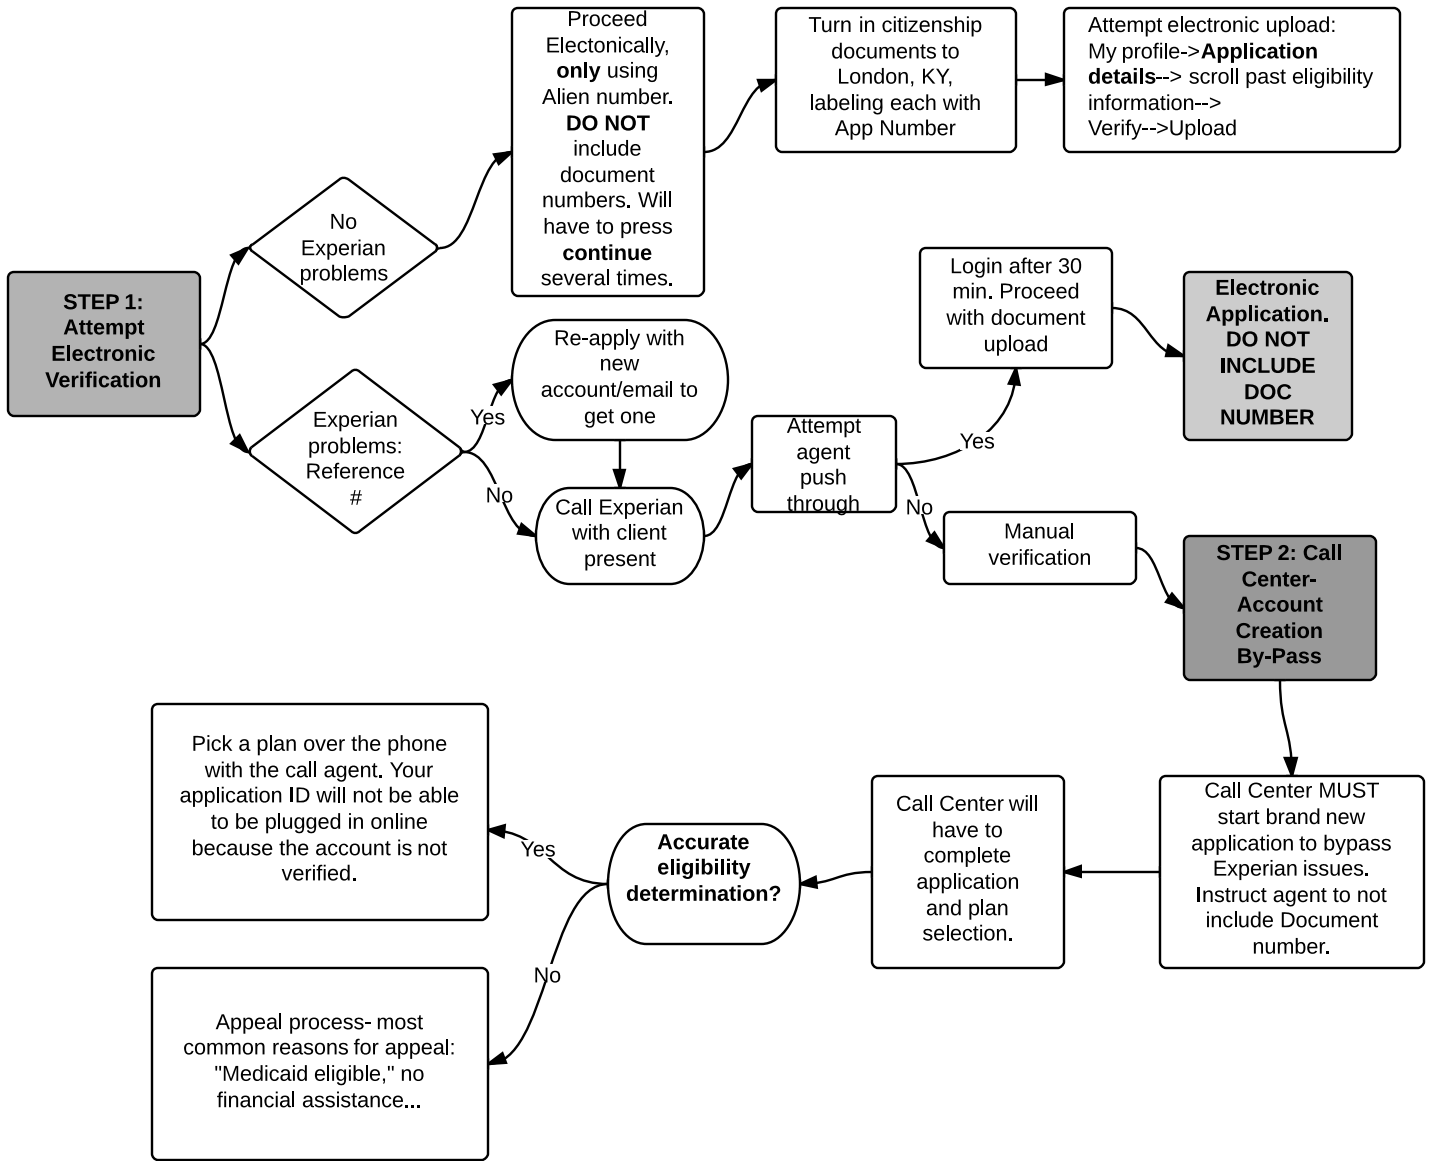 STEP 1:
Attempt
Electronic
Verification
No
Experian
problems
Proceed
Electonically,
only using
Alien number.
DO NOT
include
document
numbers. Will
have to press
continue
several times.
Turn in citizenship
documents to
London, KY,
labeling each with
App Number
Attempt electronic upload:
My profile->Application
details--> scroll past eligibility
information-->
Verify-->Upload
Experian
problems:
Reference
#
Yes
No
Re-apply with
new
account/email to
get one
Call Experian
with client
present
Attempt
agent
push
through
Yes
No
Login after 30
min. Proceed
with document
upload
Electronic
Application.
DO NOT
INCLUDE
DOC
NUMBER
Manual
verification
STEP 2: Call
Center-
Account
Creation
By-Pass
Call Center MUST
start brand new
application to bypass
Experian issues.
Instruct agent to not
include Document
number.
Call Center will
have to
complete
application
and plan
selection.
Accurate
eligibility
determination?
Yes
No
Pick a plan over the phone
with the call agent. Your
application ID will not be able
to be plugged in online
because the account is not
verified.
Appeal process- most
common reasons for appeal:
"Medicaid eligible," no
financial assistance...